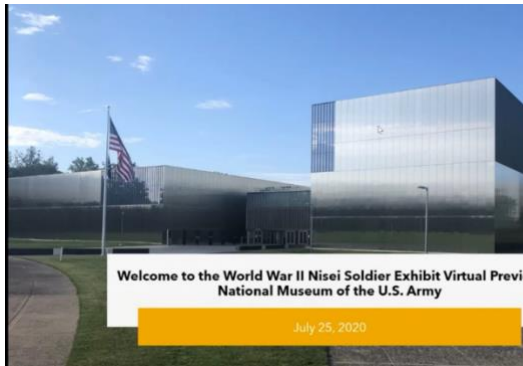 Welcome to the World War II Nisei Soldier Exhibit Virtual Previ
National Museum of the U.S. Army
July 25, 2020